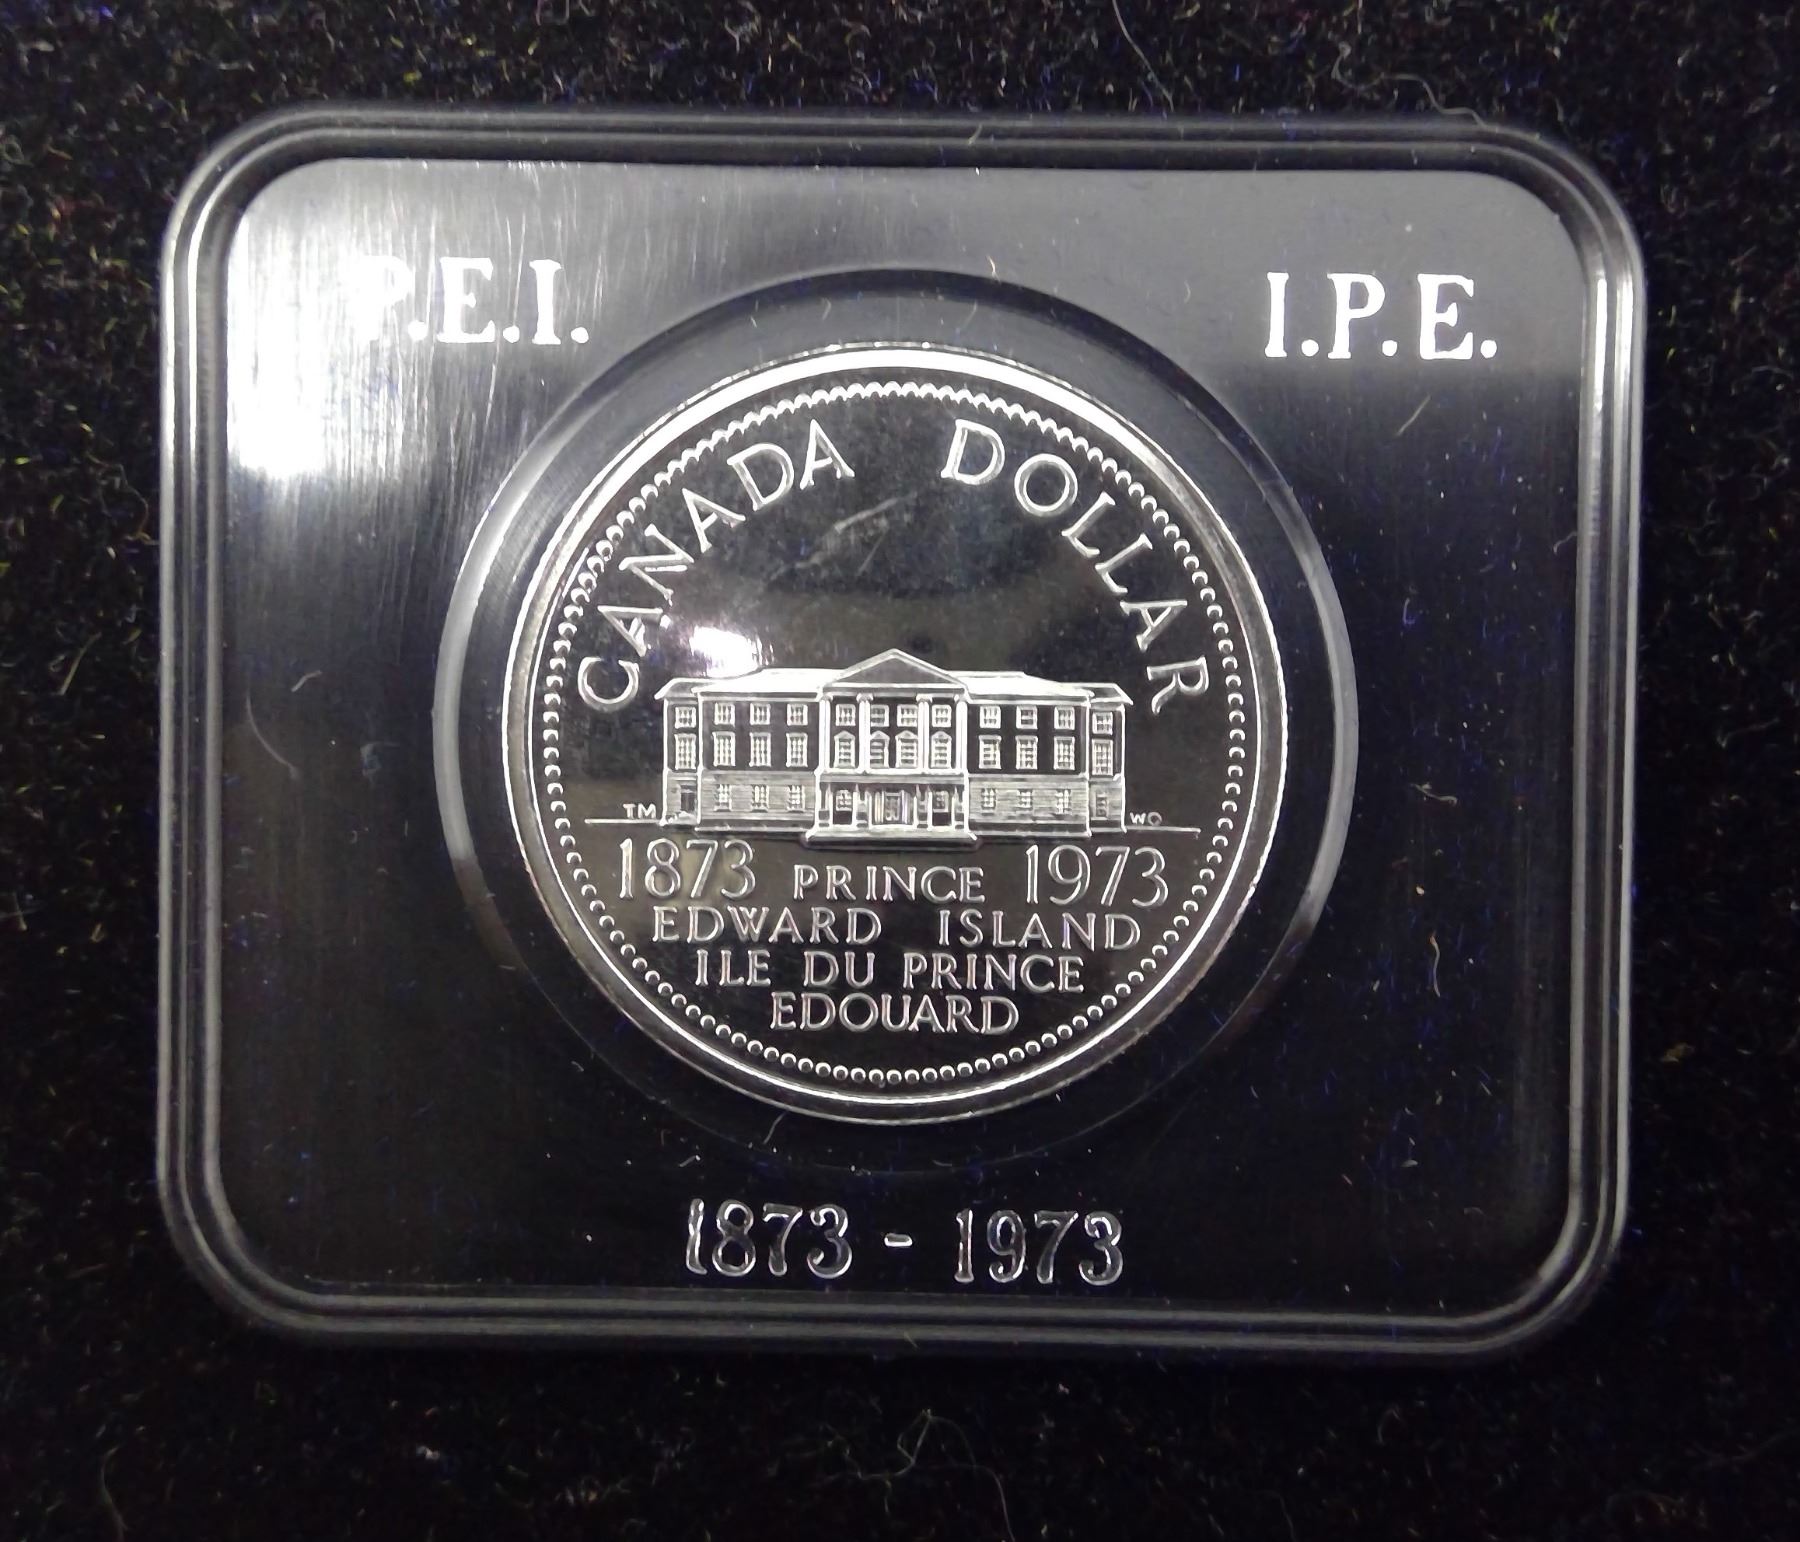 P.E.I. I.P.E.
CANADA DOLLAR
TM WO
1873 PRINCE 1973
EDWARD ISLAND
ILE DU PRINCE
EDOUARD
1873 - 1973